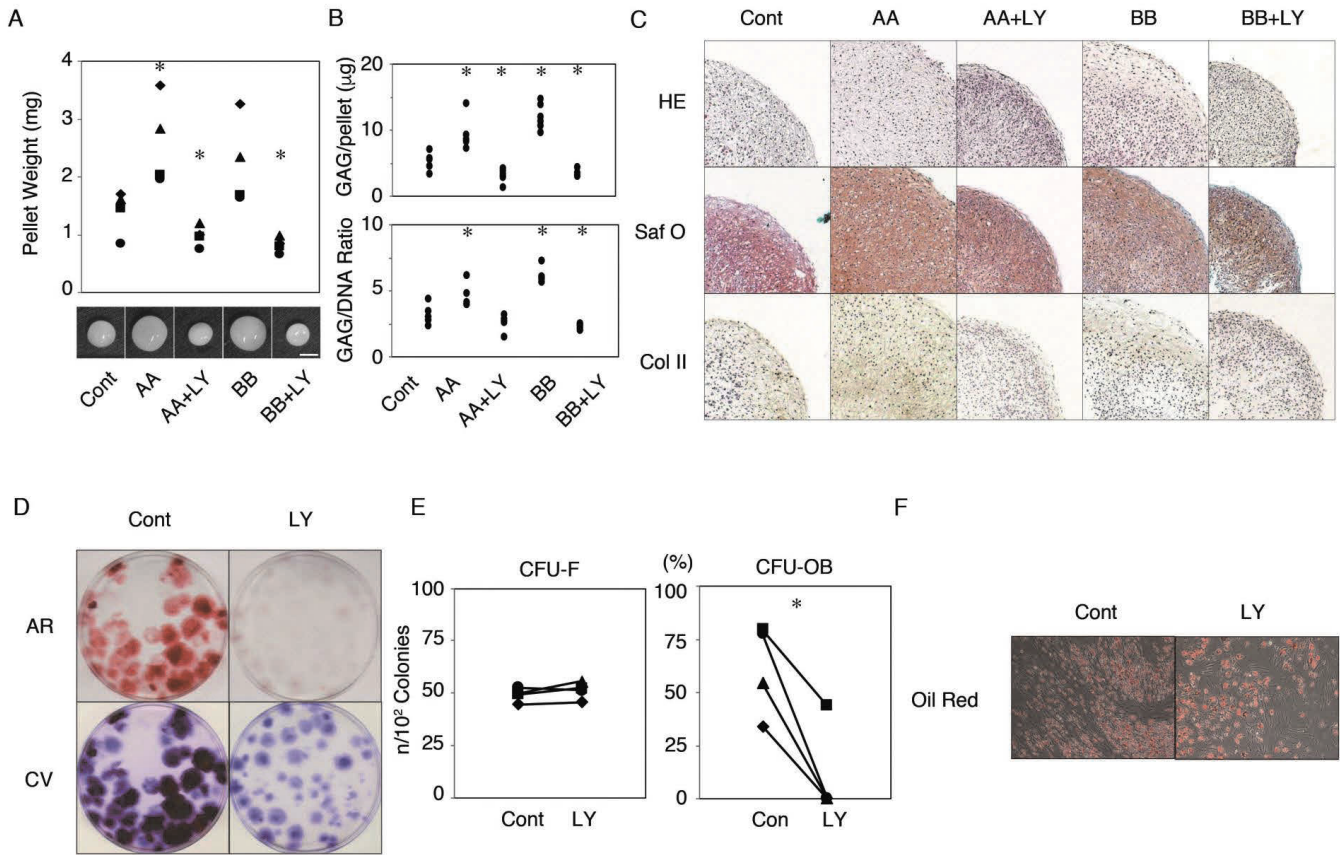 A
Pellet Weight (mg)
4
3
2
1
0
*
*
*
Cont
AA
AA+LY
BB
BB+LY
B
GAG/pellet (µg)
20
10
0
* * * *
GAG/DNA Ratio
10
5
0
* * *
Cont
AA
AA+LY
BB
BB+LY
C
Cont AA AA+LY BB BB+LY
HE
Saf O
Col II
D
Cont LY
AR
CV
E
CFU-F
n/10² Colonies
100
75
50
25
0
Cont LY
(%)
CFU-OB
100
75
50
25
0
*
Con LY
F
Cont LY
Oil Red